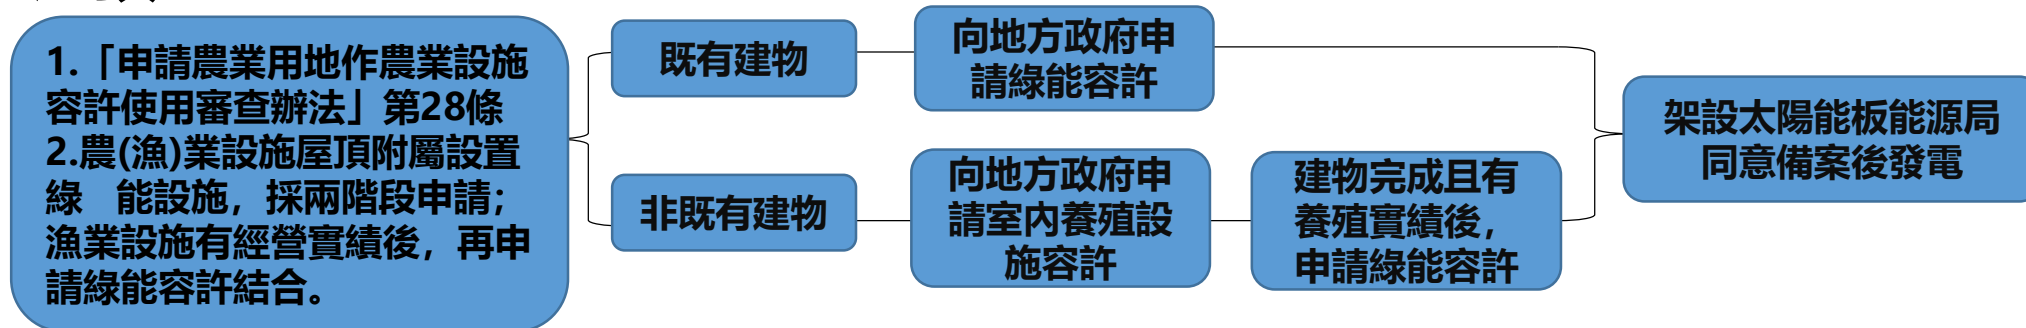 1.「申請農業用地作農業設施
容許使用審查辦法」第28條
2.農(漁)業設施屋頂附屬設置
綠　能設施，採兩階段申請；
漁業設施有經營實績後，再申
請綠能容許結合。
既有建物
向地方政府申
請綠能容許
非既有建物
向地方政府申
請室內養殖設
施容許
建物完成且有
養殖實績後，
申請綠能容許
架設太陽能板能源局
同意備案後發電